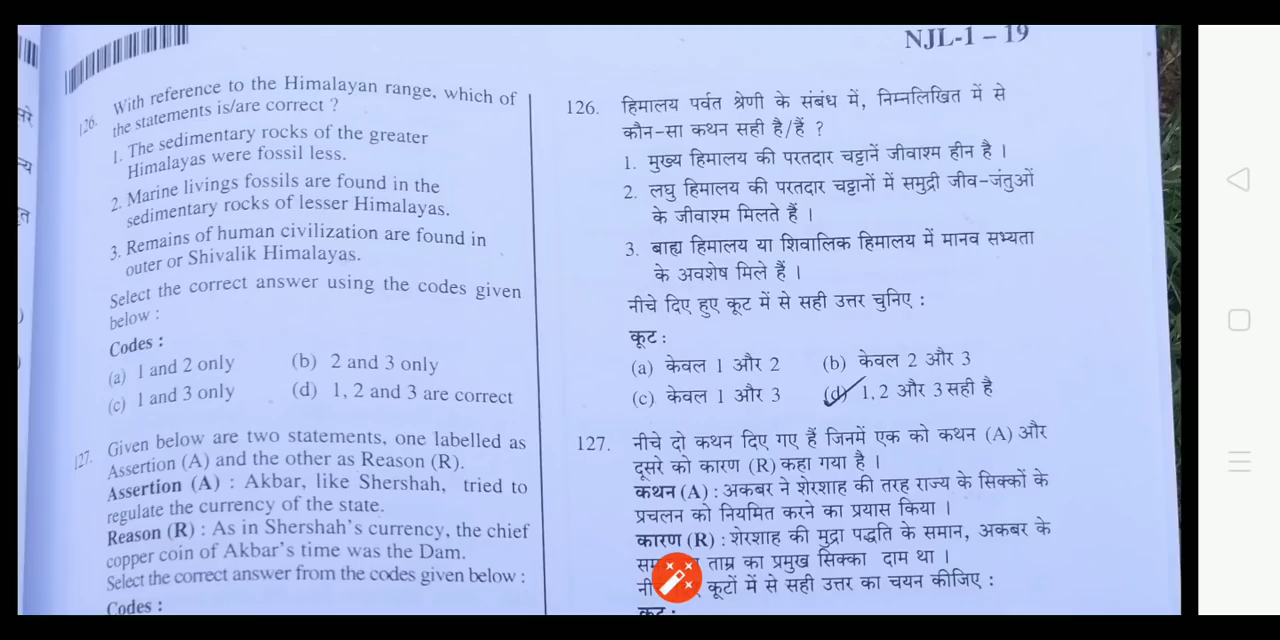 NJL-1 – 19
126. With reference to the Himalayan range, which of
the statements is/are correct ?
1. The sedimentary rocks of the greater
Himalayas were fossil less.
2. Marine livings fossils are found in the
sedimentary rocks of lesser Himalayas.
3. Remains of human civilization are found in
outer or Shivalik Himalayas.
Select the correct answer using the codes given
below :
Codes :
(a) 1 and 2 only (b) 2 and 3 only
(c) 1 and 3 only (d) 1, 2 and 3 are correct
127. Given below are two statements, one labelled as
Assertion (A) and the other as Reason (R).
Assertion (A) : Akbar, like Shershah, tried to
regulate the currency of the state.
Reason (R) : As in Shershah's currency, the chief
copper coin of Akbar's time was the Dam.
Select the correct answer from the codes given below :
Codes :
126. हिमालय पर्वत श्रेणी के संबंध में, निम्नलिखित में से
कौन-सा कथन सही है/हैं ?
1. मुख्य हिमालय की परतदार चट्टानें जीवाश्म हीन है ।
2. लघु हिमालय की परतदार चट्टानों में समुद्री जीव-जंतुओं
के जीवाश्म मिलते हैं ।
3. बाह्य हिमालय या शिवालिक हिमालय में मानव सभ्यता
के अवशेष मिले हैं ।
नीचे दिए हुए कूट में से सही उत्तर चुनिए :
कूट :
(a) केवल 1 और 2 (b) केवल 2 और 3
(c) केवल 1 और 3 (d) 1, 2 और 3 सही है
127. नीचे दो कथन दिए गए हैं जिनमें एक को कथन (A) और
दूसरे को कारण (R) कहा गया है ।
कथन (A) : अकबर ने शेरशाह की तरह राज्य के सिक्कों के
प्रचलन को नियमित करने का प्रयास किया ।
कारण (R) : शेरशाह की मुद्रा पद्धति के समान, अकबर के
ताम्र का प्रमुख सिक्का दाम था ।
कूटों में से सही उत्तर का चयन कीजिए :
कूट :